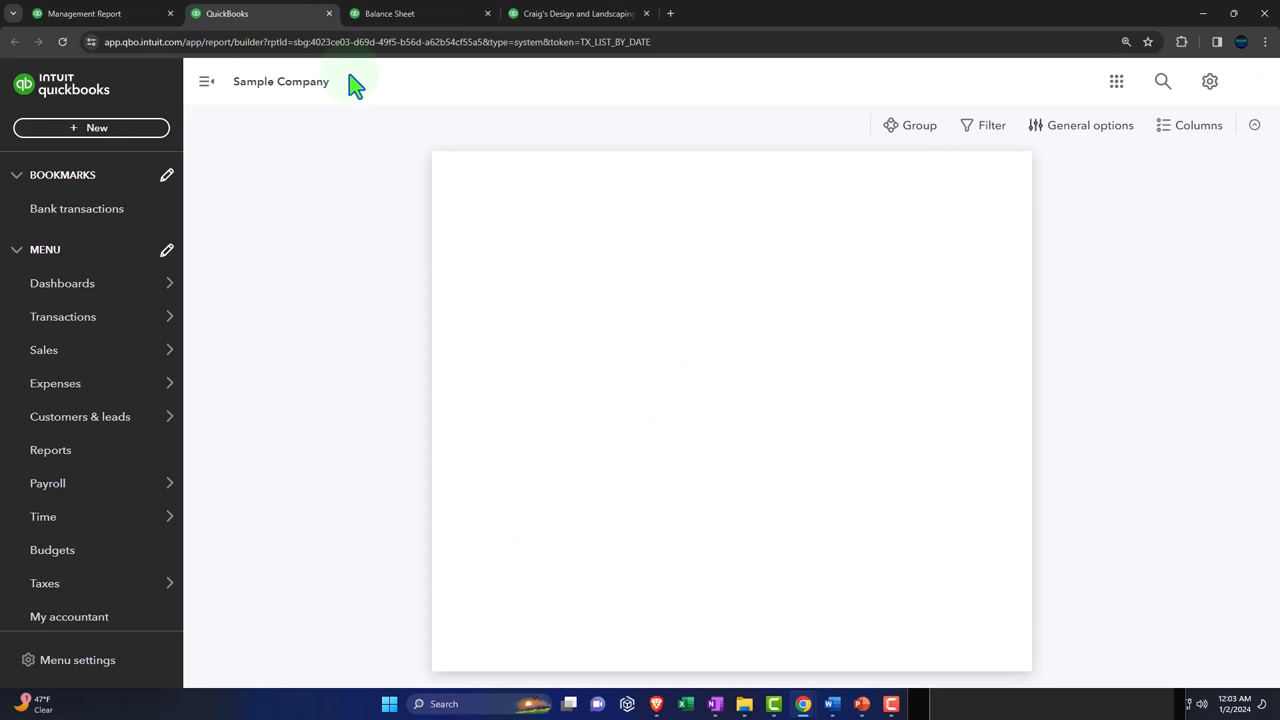 Management Report
QuickBooks
Balance Sheet
Craig's Design and Landscaping
app.qbo.intuit.com/app/report/builder?rptId=sbg:4023ce03-d69d-49f5-b56d-a62b54cf55a5&type=system&token=TX_LIST_BY_DATE
qb
INTUIT
quickbooks
Sample Company
+ New
Group
Filter
General options
Columns
BOOKMARKS
Bank transactions
MENU
Dashboards
Transactions
Sales
Expenses
Customers & leads
Reports
Payroll
Time
Budgets
Taxes
My accountant
Menu settings
1
47°F
Clear
Search
12:03 AM
1/2/2024